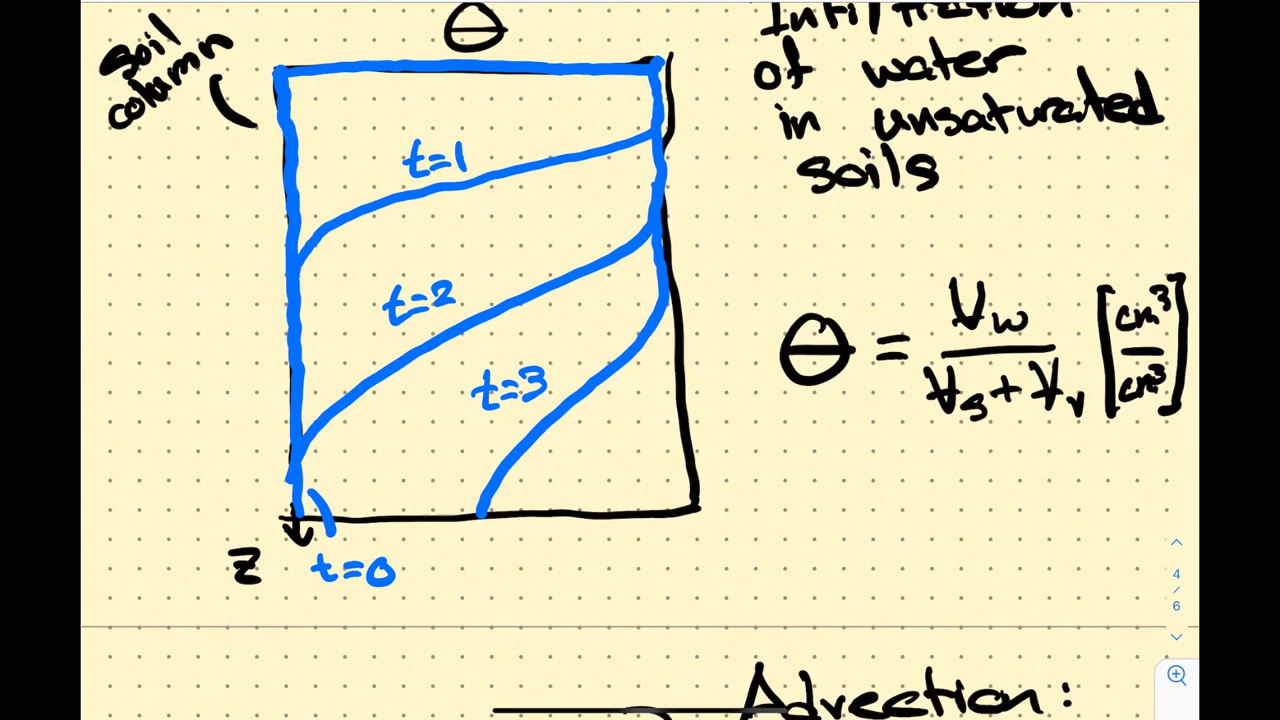 soil
column
Θ
t=1
t=2
t=3
t=0
z
Infiltration
of water
in unsaturated
soils
Θ = V_w / (V_s + V_v) [cm³/cm³]
4
/
6
Advection: